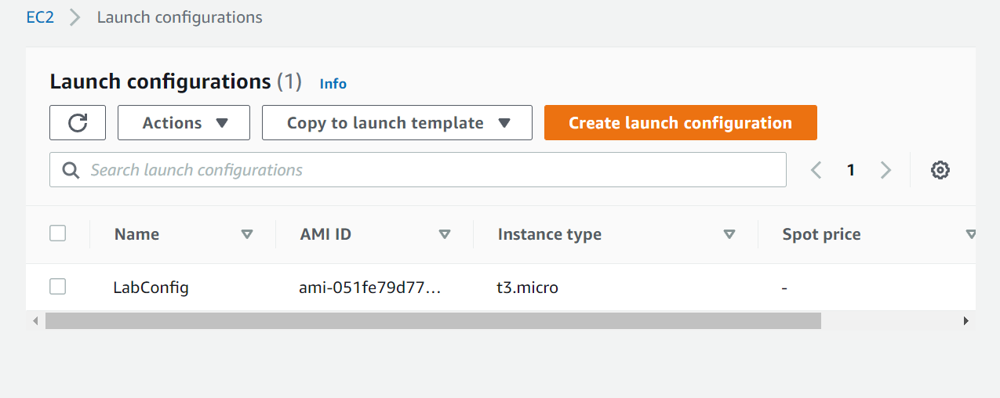 EC2 Launch configurations
Launch configurations (1) Info
Actions Copy to launch template Create launch configuration
Search launch configurations 1
Name AMI ID Instance type Spot price
LabConfig ami-051fe79d77... t3.micro -